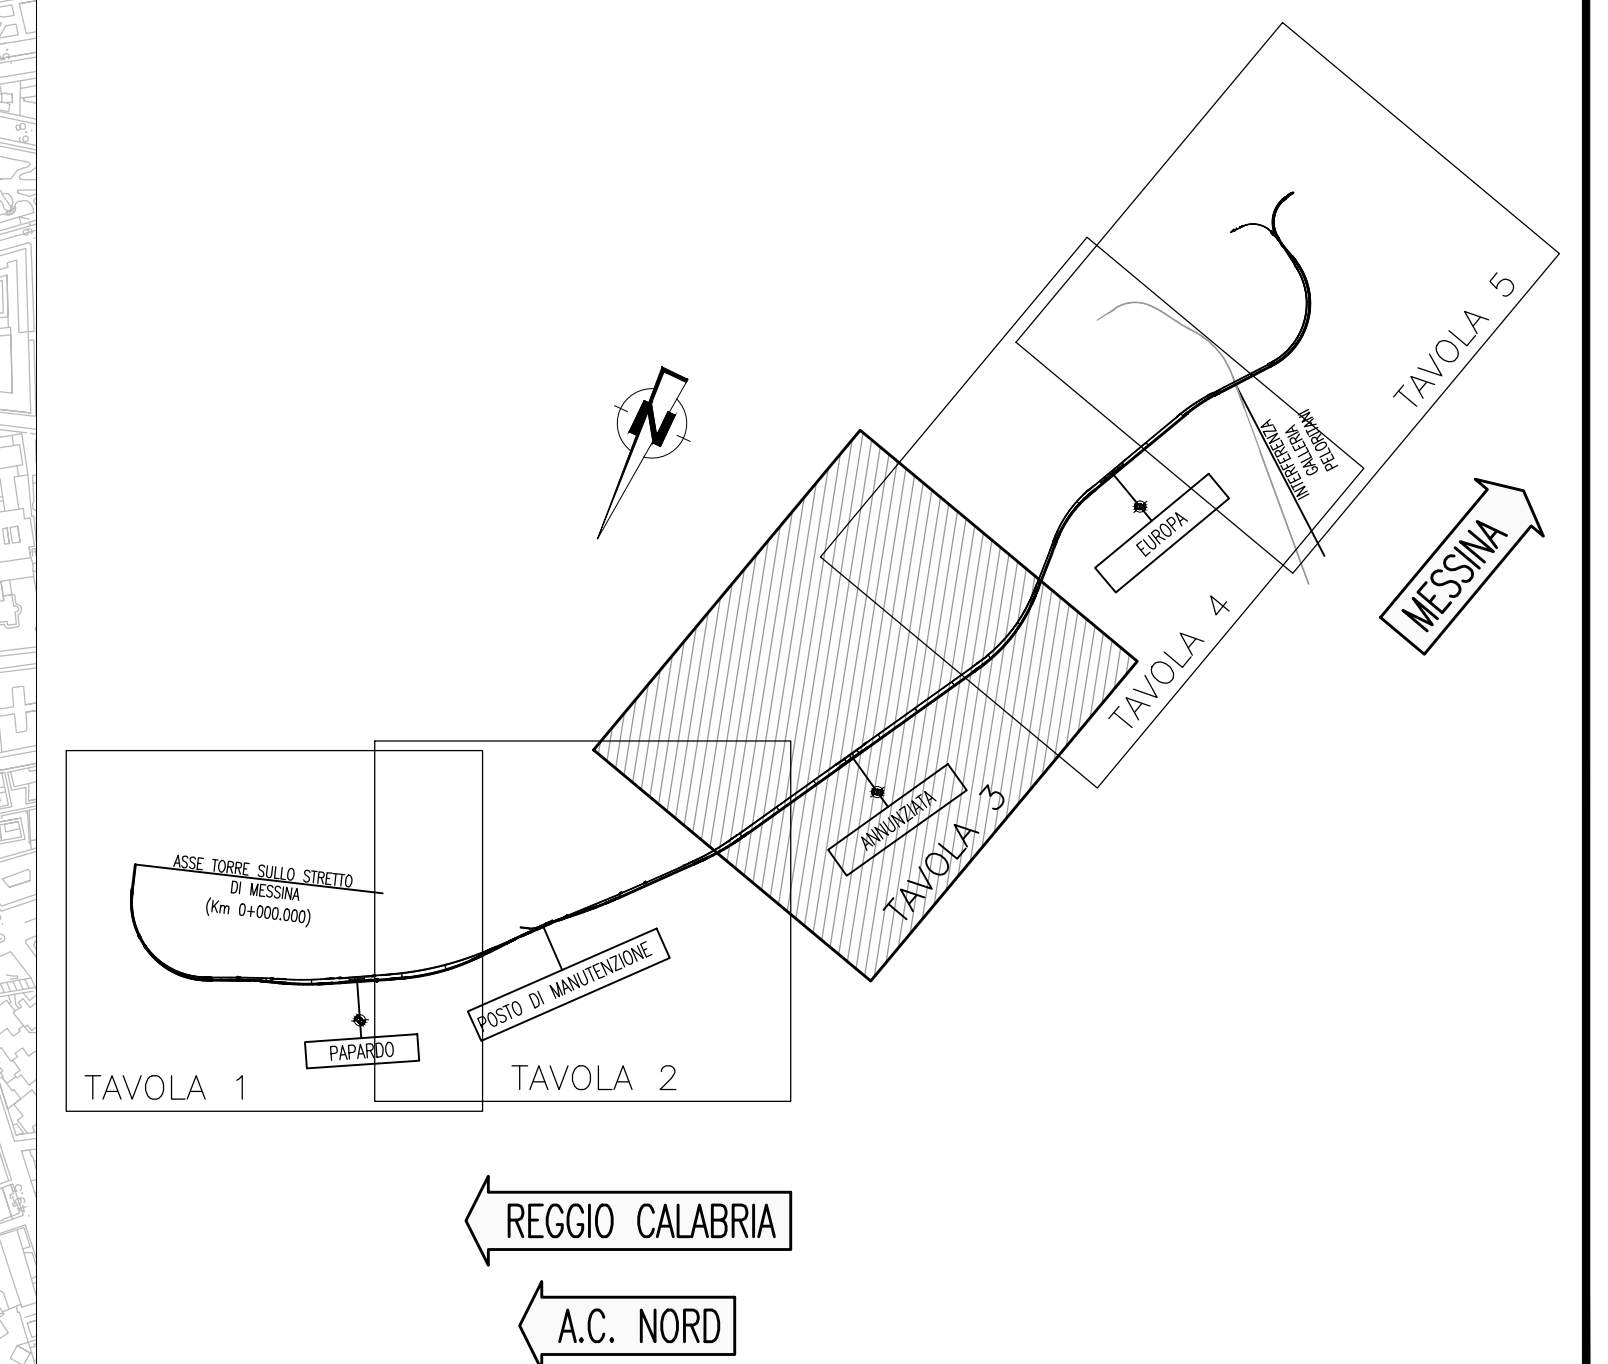 TAVOLA 5
INTERFERENZA
GALLERIA
PELORITANI
N
EUROPA
MESSINA
TAVOLA 4
ANNUNZIATA
TAVOLA 3
ASSE TORRE SULLO STRETTO
DI MESSINA
(Km 0+000.000)
POSTO DI MANUTENZIONE
PAPARDO
TAVOLA 1
TAVOLA 2
REGGIO CALABRIA
A.C. NORD